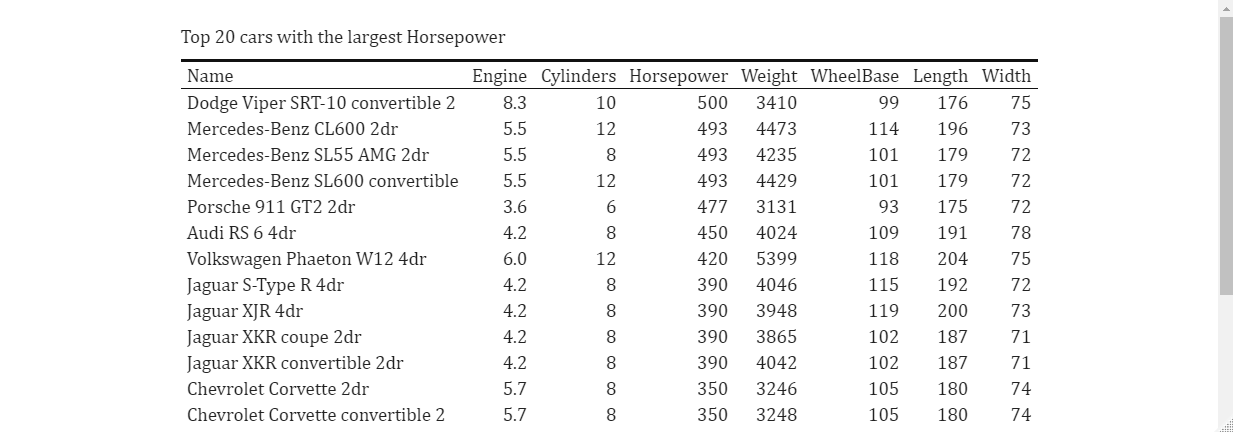 Top 20 cars with the largest Horsepower
Name Engine Cylinders Horsepower Weight WheelBase Length Width
Dodge Viper SRT-10 convertible 2 8.3 10 500 3410 99 176 75
Mercedes-Benz CL600 2dr 5.5 12 493 4473 114 196 73
Mercedes-Benz SL55 AMG 2dr 5.5 8 493 4235 101 179 72
Mercedes-Benz SL600 convertible 5.5 12 493 4429 101 179 72
Porsche 911 GT2 2dr 3.6 6 477 3131 93 175 72
Audi RS 6 4dr 4.2 8 450 4024 109 191 78
Volkswagen Phaeton W12 4dr 6.0 12 420 5399 118 204 75
Jaguar S-Type R 4dr 4.2 8 390 4046 115 192 72
Jaguar XJR 4dr 4.2 8 390 3948 119 200 73
Jaguar XKR coupe 2dr 4.2 8 390 3865 102 187 71
Jaguar XKR convertible 2dr 4.2 8 390 4042 102 187 71
Chevrolet Corvette 2dr 5.7 8 350 3246 105 180 74
Chevrolet Corvette convertible 2 5.7 8 350 3248 105 180 74